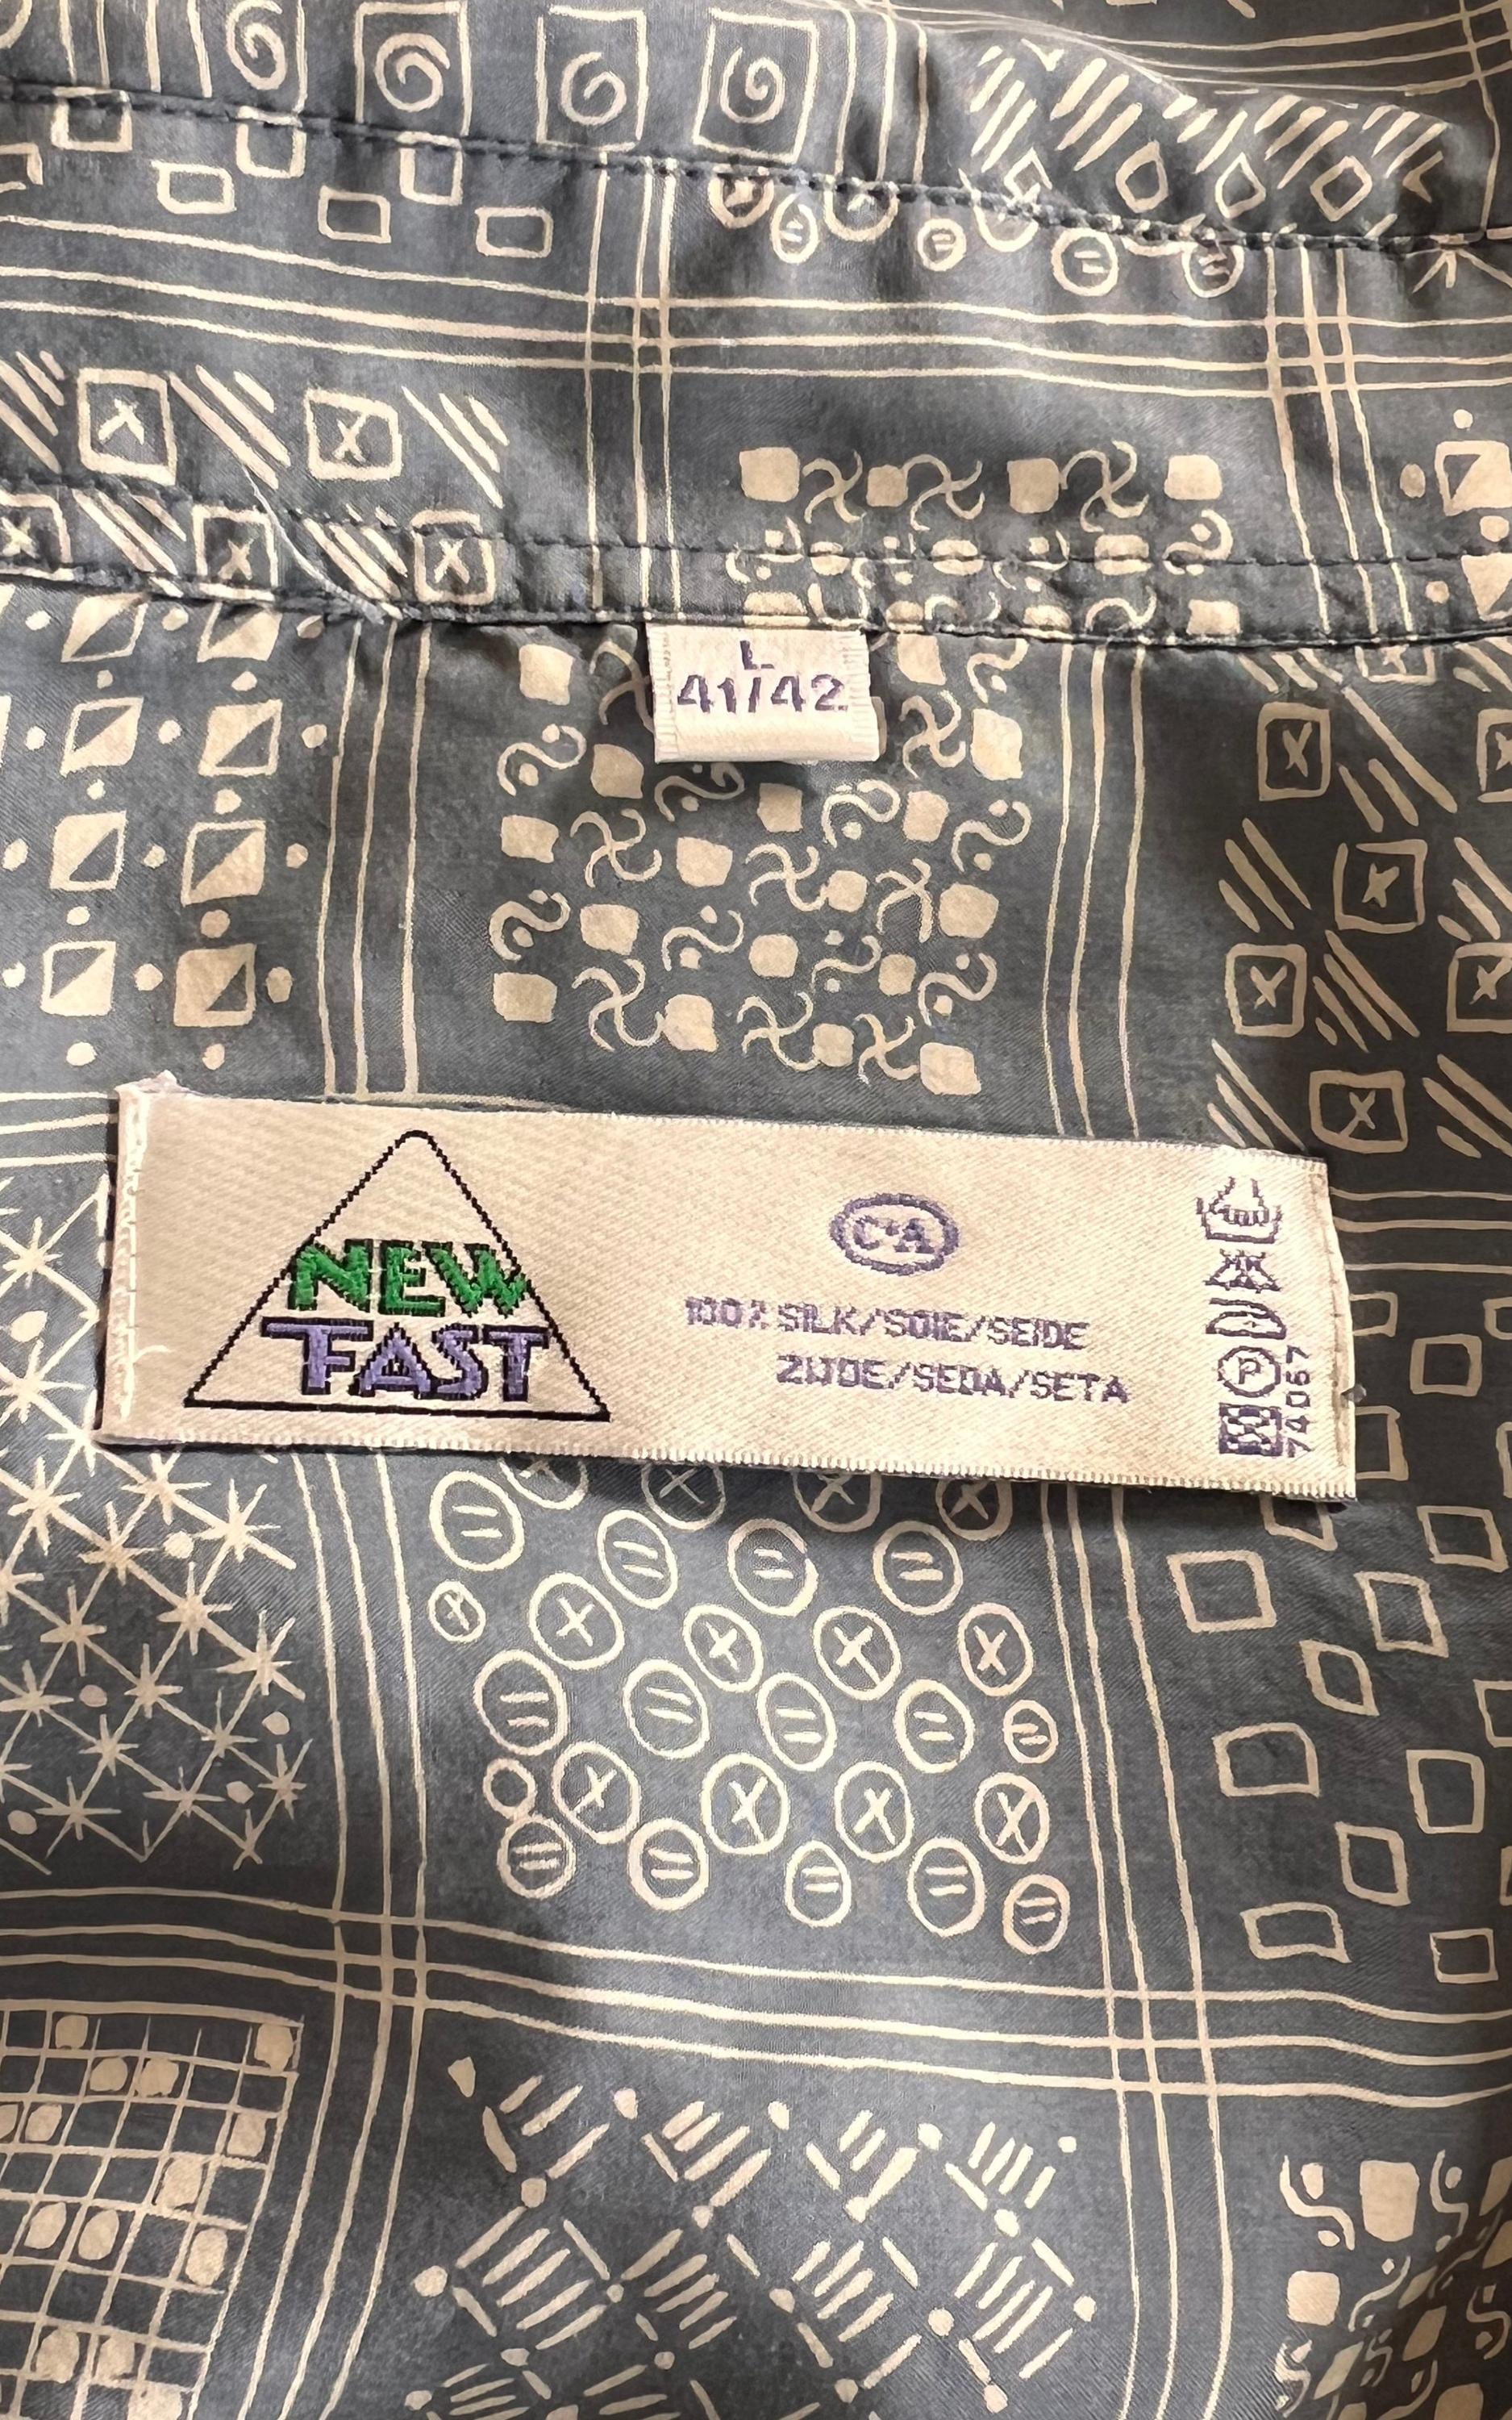 L
41/42
NEW
FAST
C&A
100% SILK/SOIE/SEIDE
ZIJDE/SEDA/SETA
P
74067